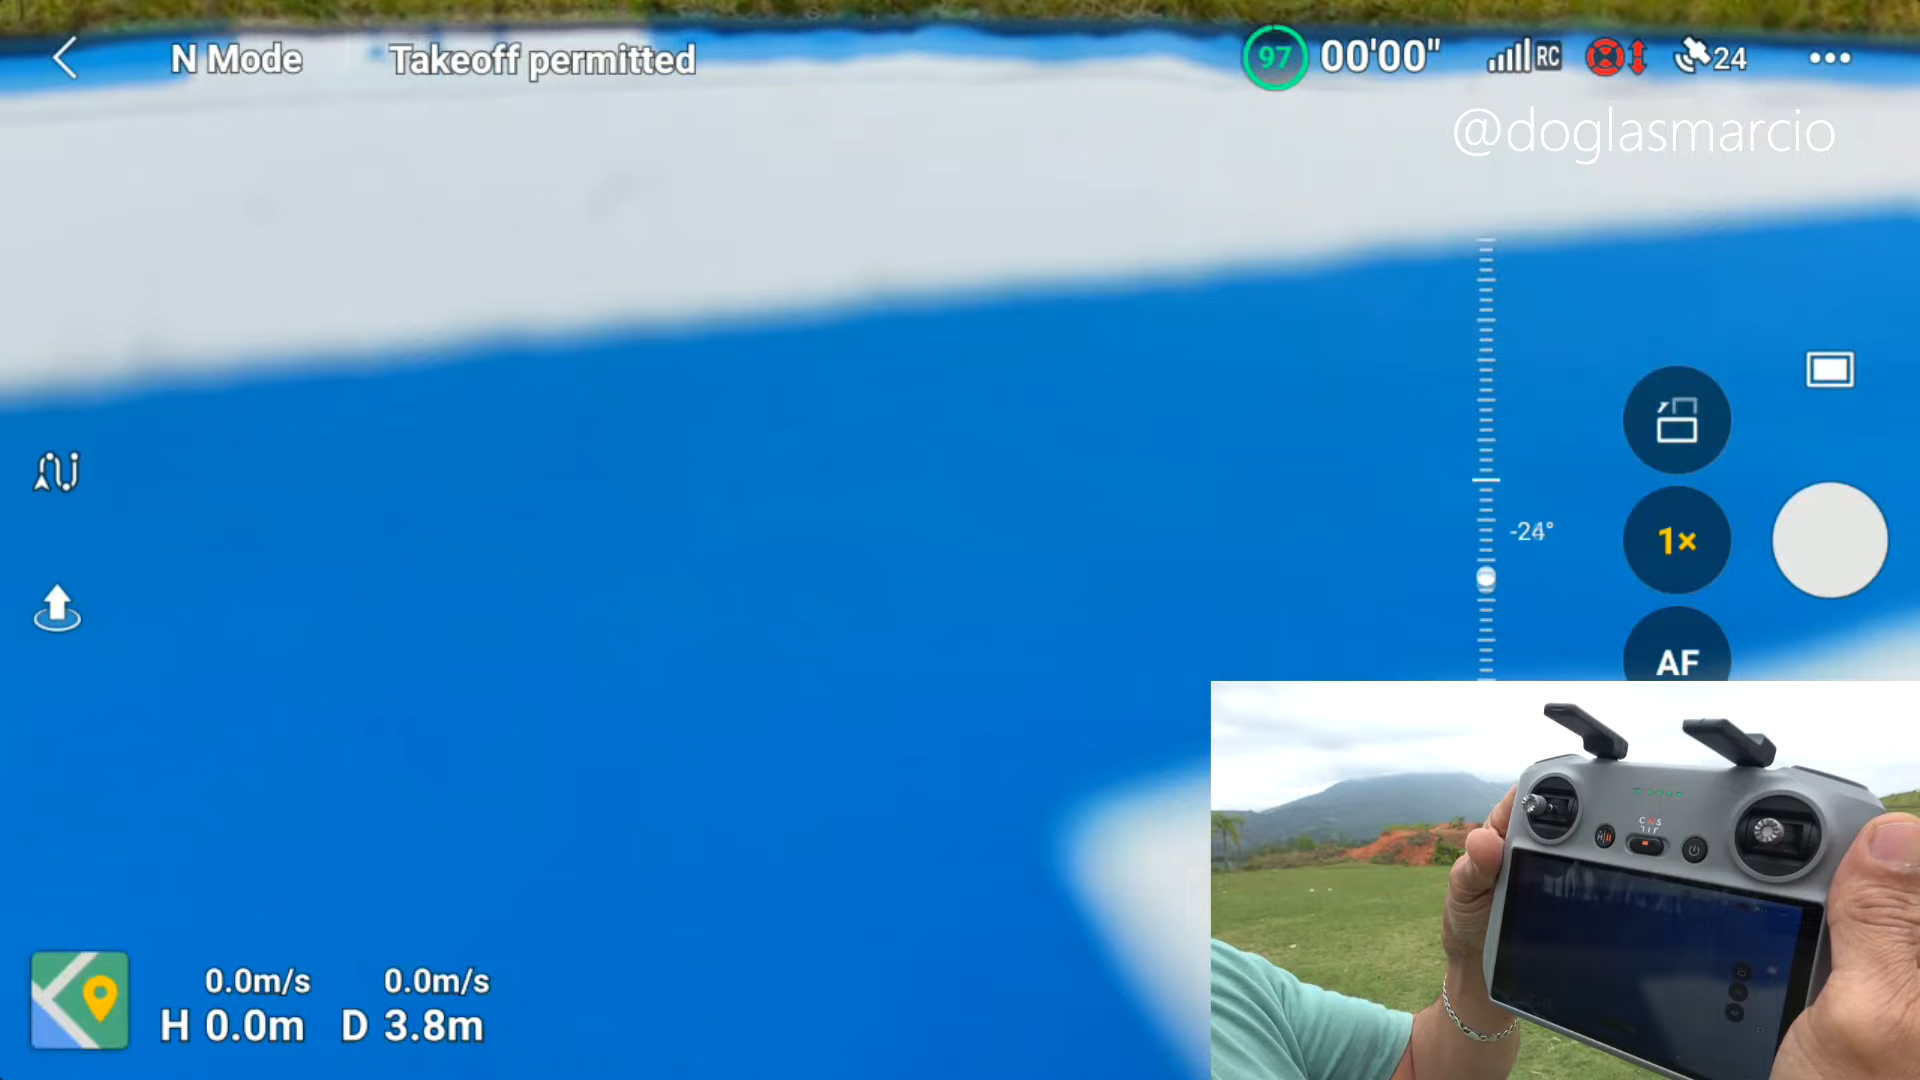 N Mode Takeoff permitted 97 00'00" RC 24
@doglasmarcio
-24°
1×
AF
C N S
0.0m/s 0.0m/s
H 0.0m D 3.8m